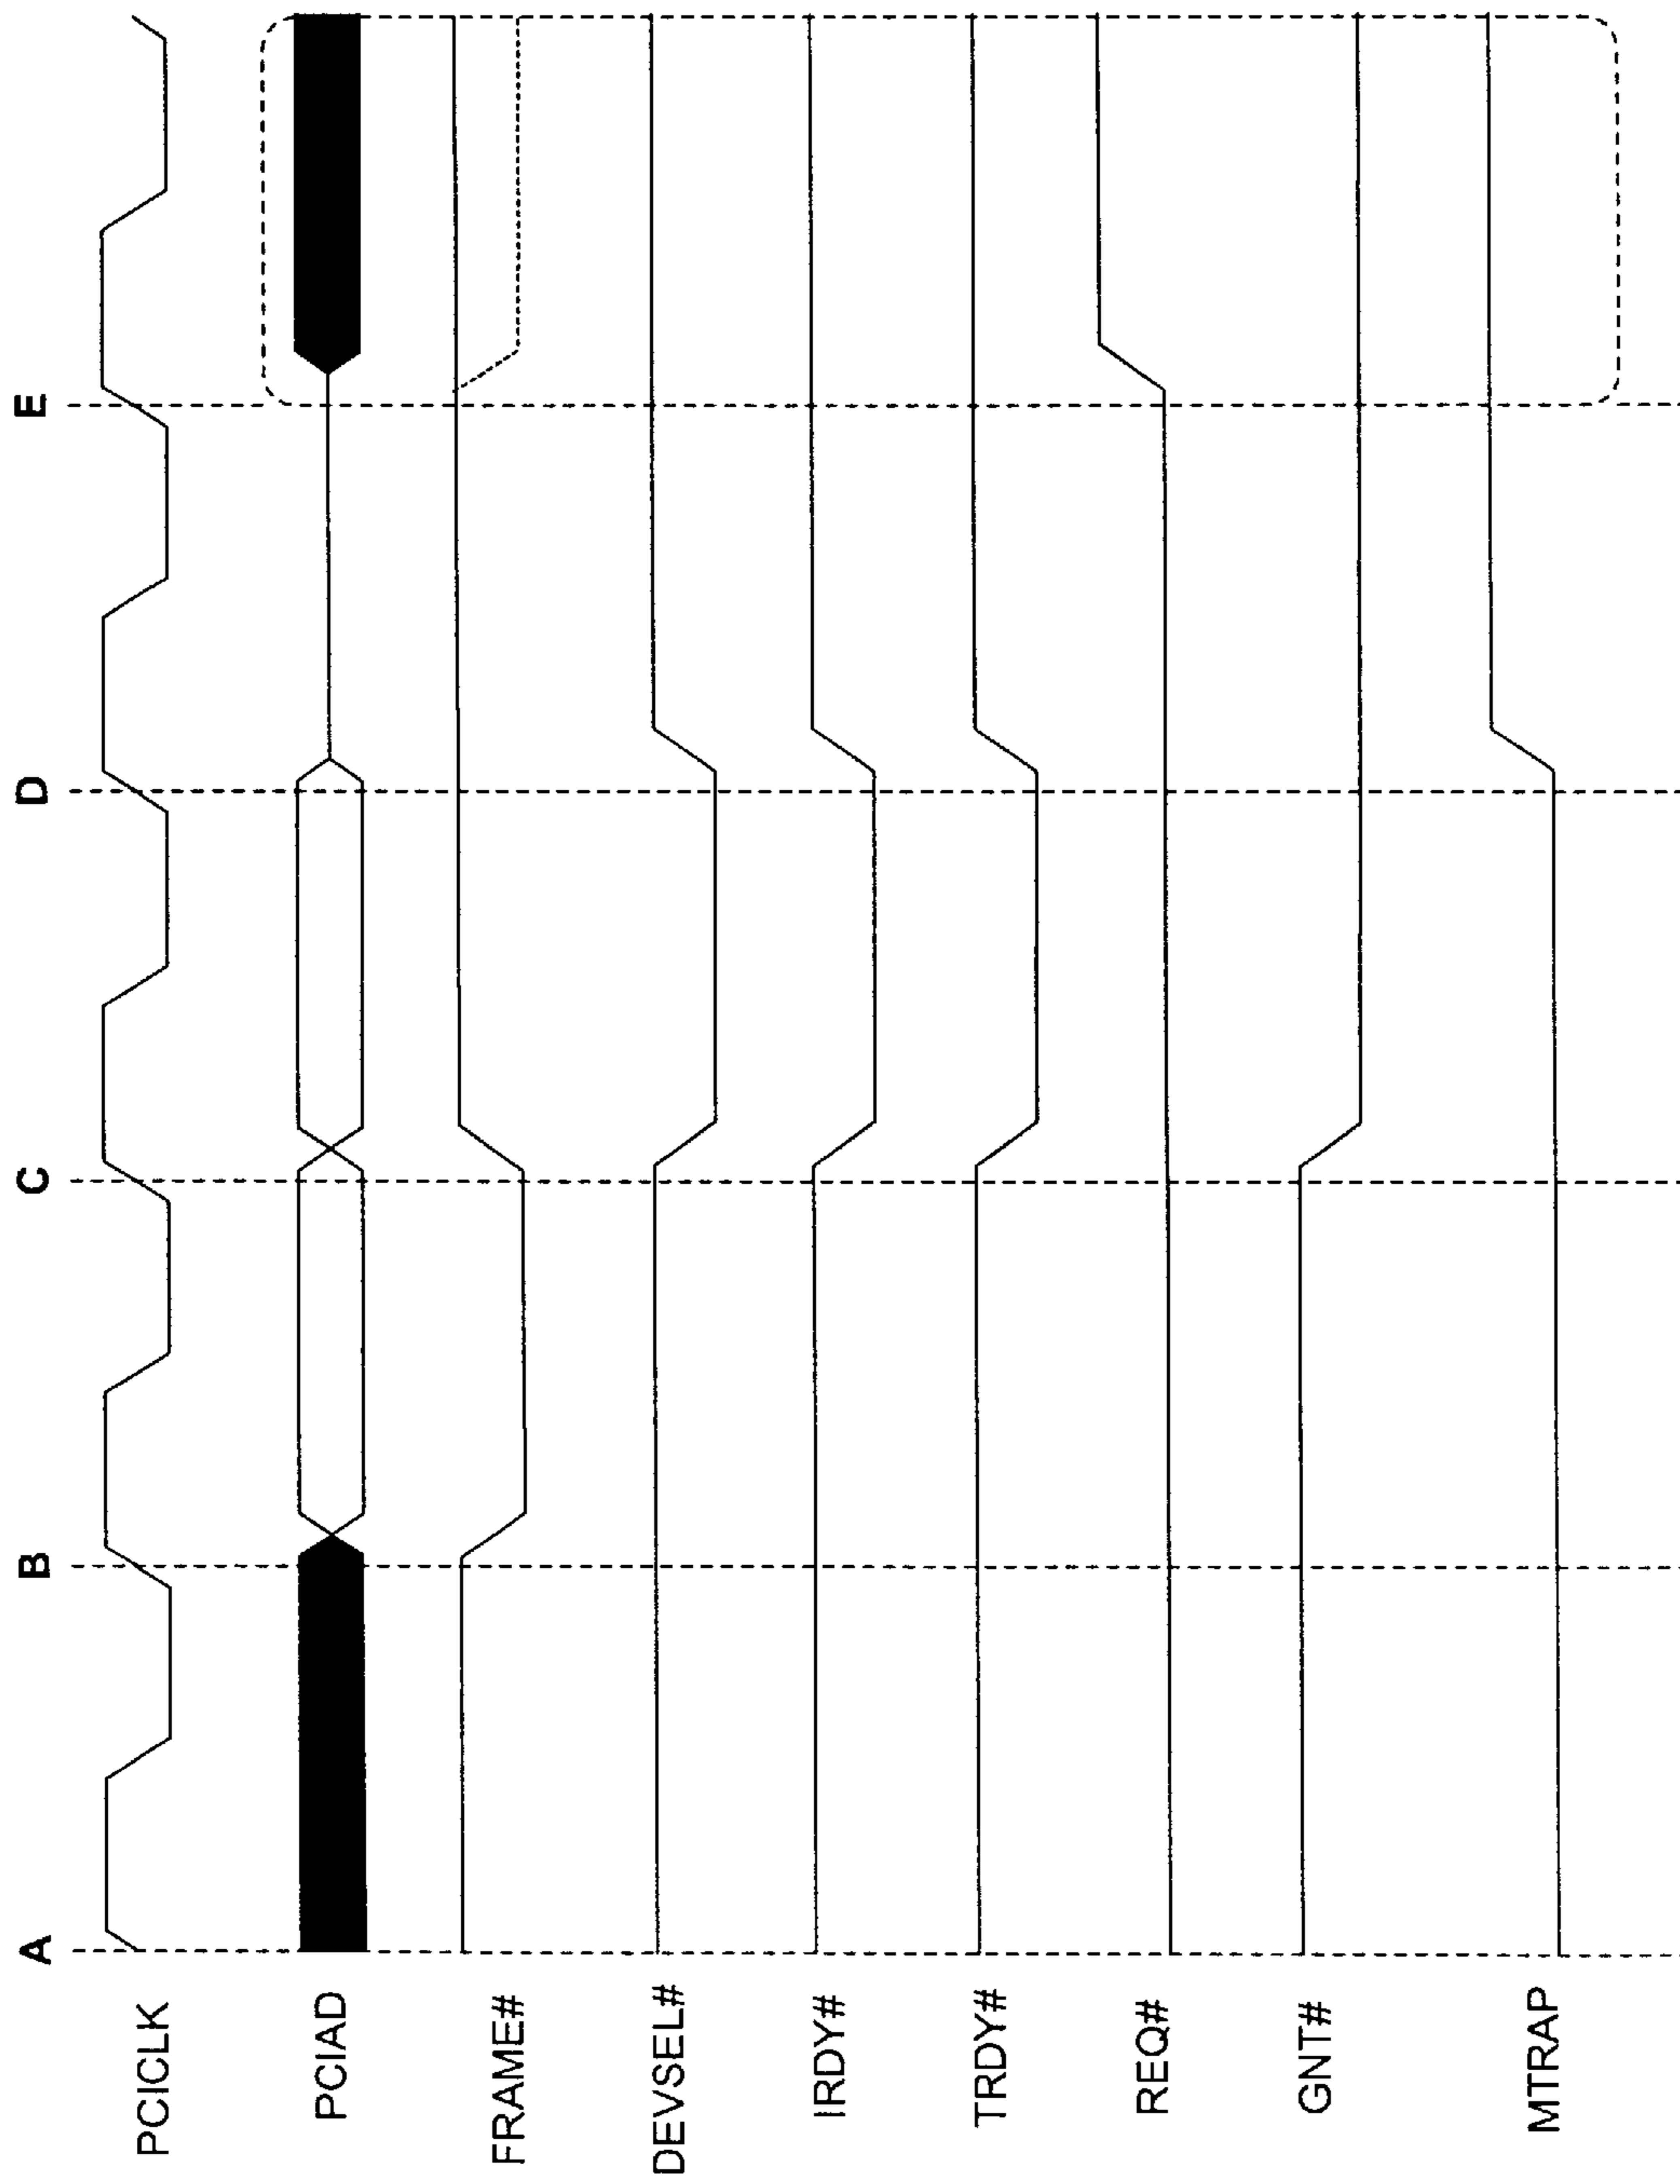 A
B
C
D
E
PCICLK
PCIAD
FRAME#
DEVSEL#
IRDY#
TRDY#
REQ#
GNT#
MTRAP